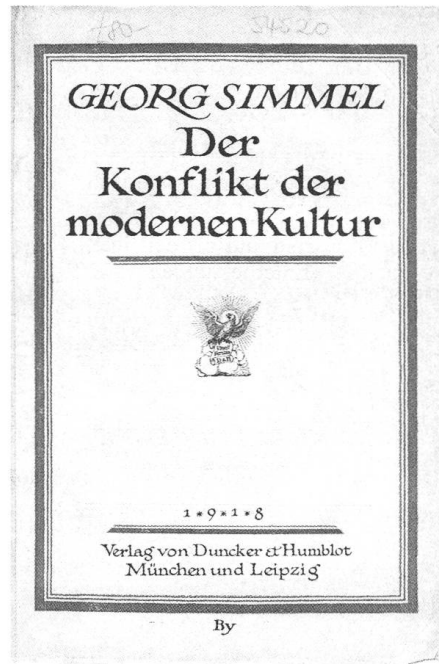 54520
GEORG SIMMEL
Der
Konflikt der
modernen Kultur
1*9*1*8
Verlag von Duncker & Humblot
München und Leipzig
By